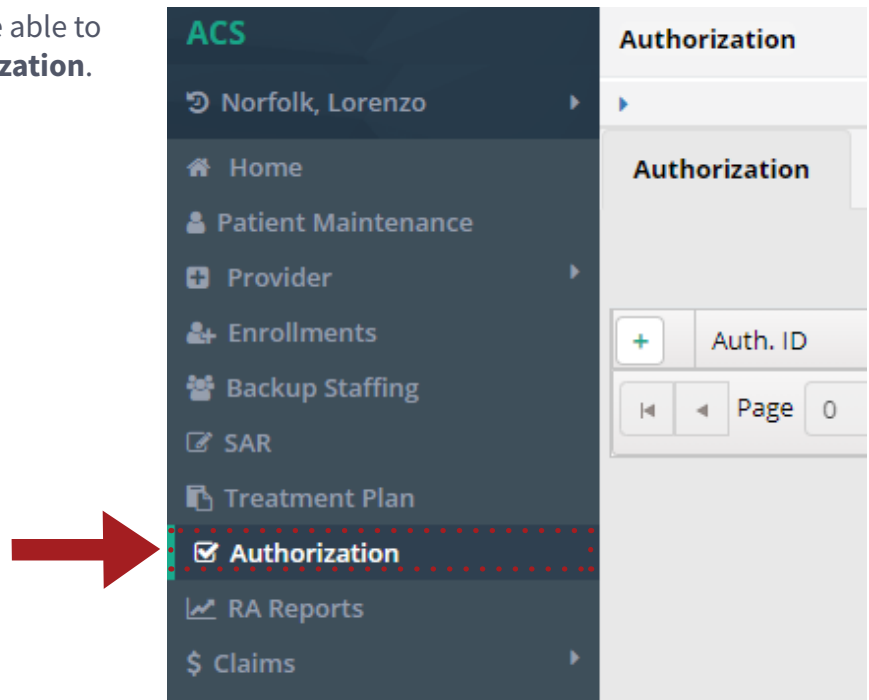 able to
ization.
ACS
Norfolk, Lorenzo
Home
Patient Maintenance
Provider
Enrollments
Backup Staffing
SAR
Treatment Plan
Authorization
RA Reports
$ Claims
Authorization
Authorization
+ Auth. ID
Page 0